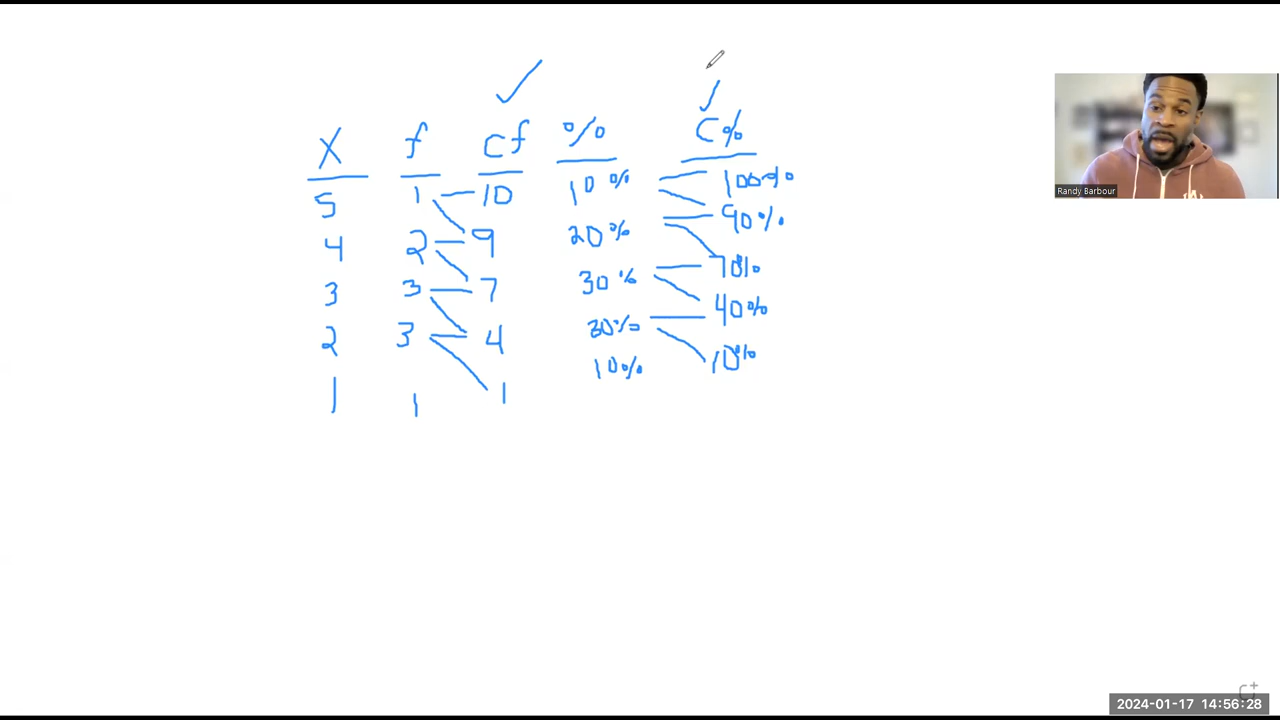 X f cf % c%
5 1 10 10% 100%
4 2 9 20% 90%
3 3 7 30% 70%
2 3 4 30% 40%
1 1 1 10% 10%
Randy Barbour
2024-01-17 14:56:28